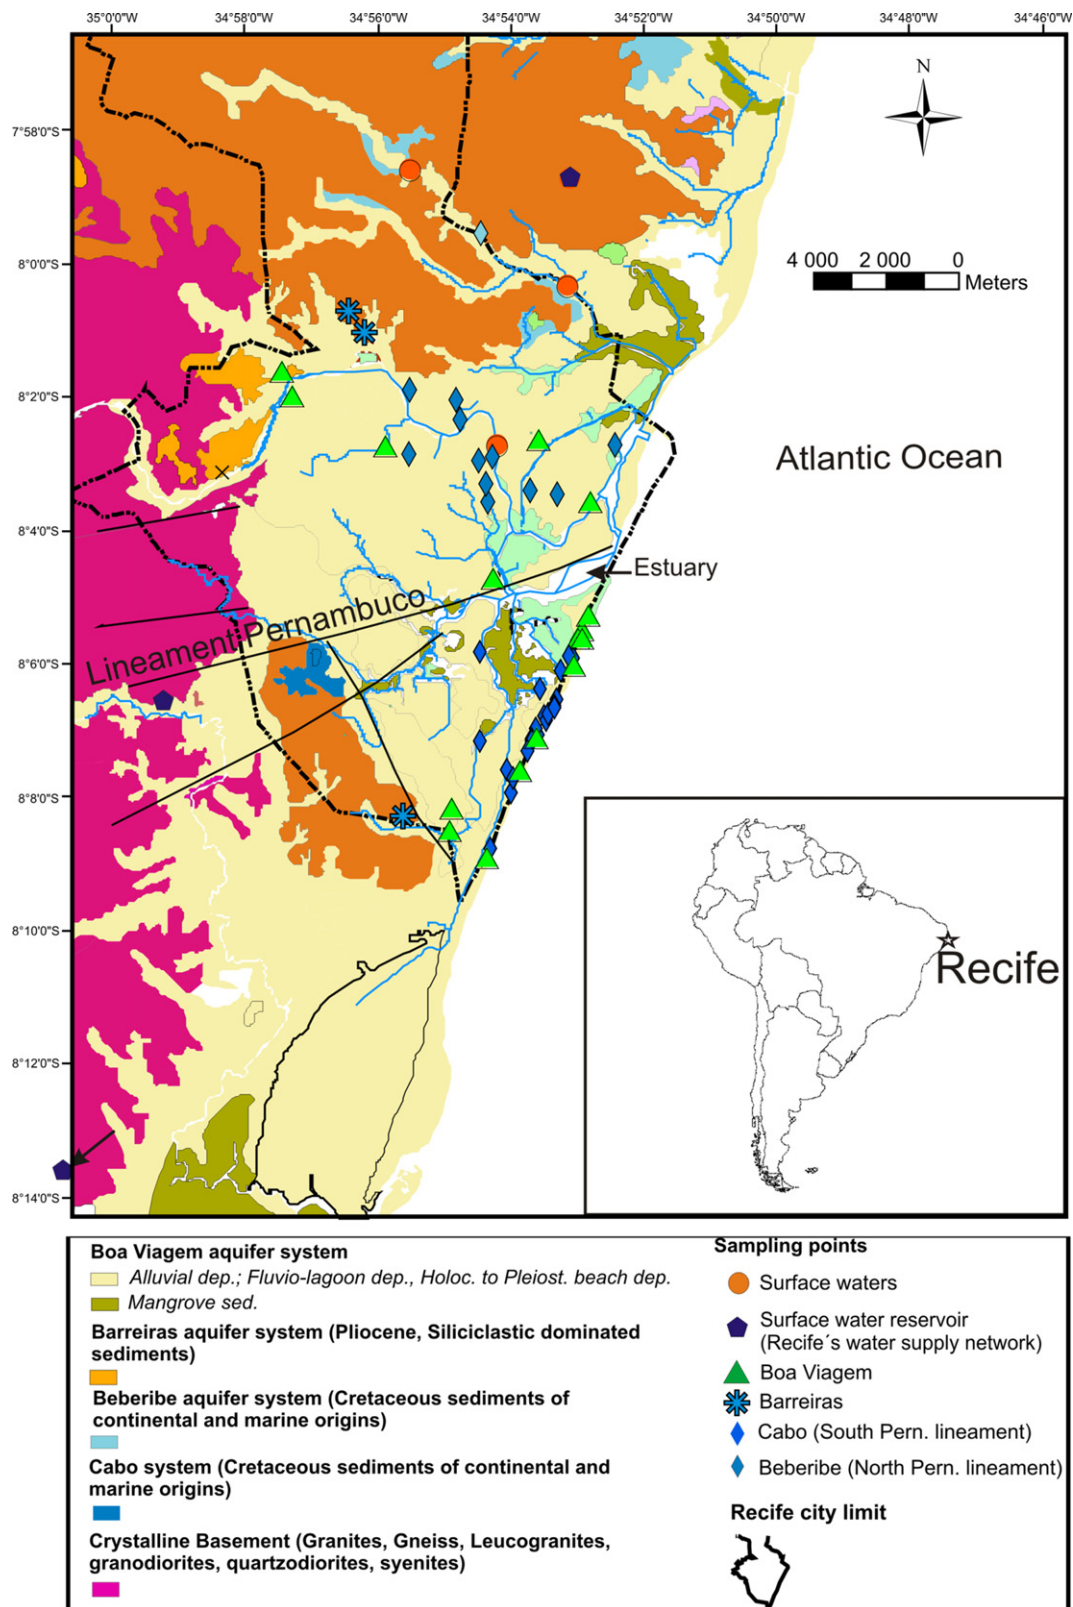 35°0'0"W 34°58'0"W 34°56'0"W 34°54'0"W 34°52'0"W 34°50'0"W 34°48'0"W 34°46'0"W
N
7°58'0"S
8°0'0"S
4 000 2 000 0
Meters
8°2'0"S
Atlantic Ocean
8°4'0"S
Estuary
Lineament Pernambuco
8°6'0"S
8°8'0"S
8°10'0"S
Recife
8°12'0"S
8°14'0"S
Boa Viagem aquifer system
Alluvial dep.; Fluvio-lagoon dep., Holoc. to Pleiost. beach dep.
Mangrove sed.
Barreiras aquifer system (Pliocene, Siliciclastic dominated
sediments)
Beberibe aquifer system (Cretaceous sediments of
continental and marine origins)
Cabo system (Cretaceous sediments of continental and
marine origins)
Crystalline Basement (Granites, Gneiss, Leucogranites,
granodiorites, quartzodiorites, syenites)
Sampling points
Surface waters
Surface water reservoir
(Recife´s water supply network)
Boa Viagem
Barreiras
Cabo (South Pern. lineament)
Beberibe (North Pern. lineament)
Recife city limit